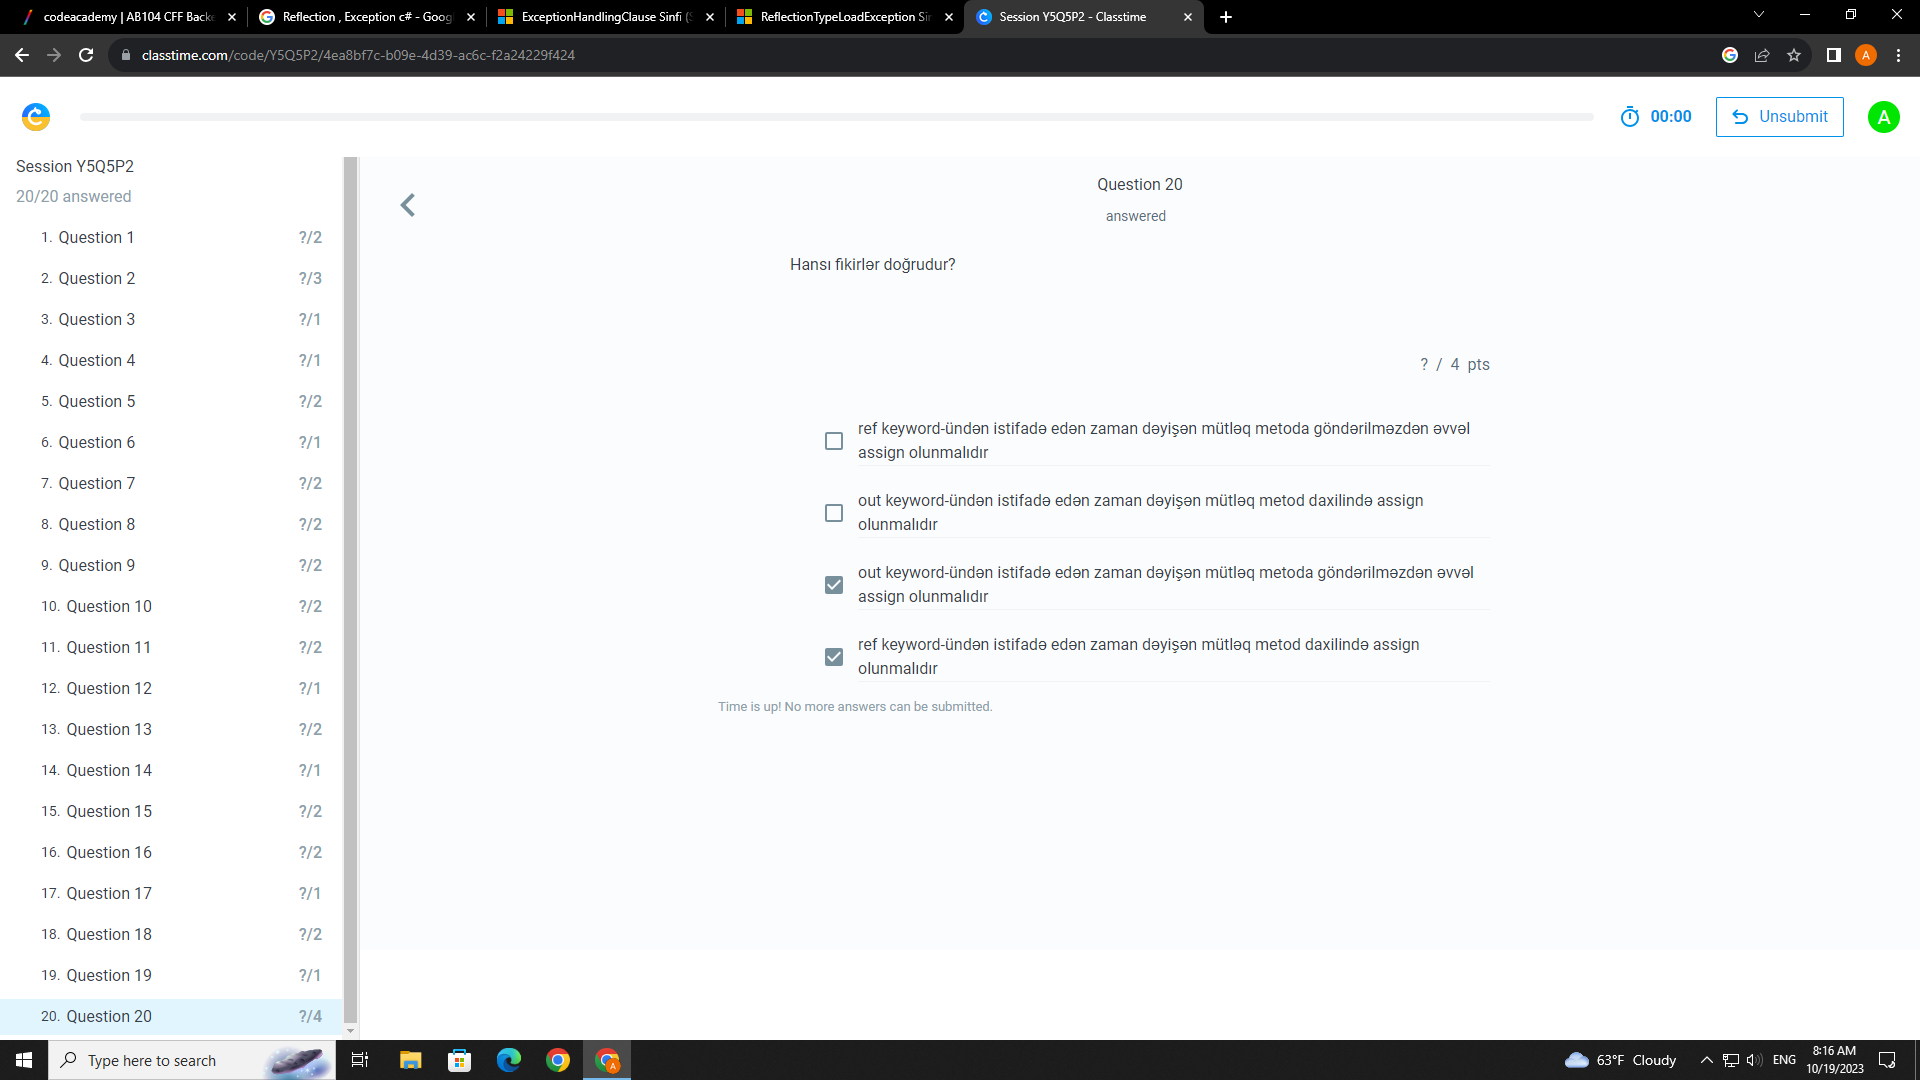 codeacademy | AB104 CFF Backe
Reflection , Exception c# - Goog
ExceptionHandlingClause Sinfi (S
ReflectionTypeLoadException Sin
Session Y5Q5P2 - Classtime
classtime.com/code/Y5Q5P2/4ea8bf7c-b09e-4d39-ac6c-f2a24229f424
A
00:00
Unsubmit
A
Session Y5Q5P2
20/20 answered
1. Question 1 ?/2
2. Question 2 ?/3
3. Question 3 ?/1
4. Question 4 ?/1
5. Question 5 ?/2
6. Question 6 ?/1
7. Question 7 ?/2
8. Question 8 ?/2
9. Question 9 ?/2
10. Question 10 ?/2
11. Question 11 ?/2
12. Question 12 ?/1
13. Question 13 ?/2
14. Question 14 ?/1
15. Question 15 ?/2
16. Question 16 ?/2
17. Question 17 ?/1
18. Question 18 ?/2
19. Question 19 ?/1
20. Question 20 ?/4
Question 20
answered
Hansı fikirlər doğrudur?
? / 4 pts
ref keyword-ündən istifadə edən zaman dəyişən mütləq metoda göndərilməzdən əvvəl
assign olunmalıdır
out keyword-ündən istifadə edən zaman dəyişən mütləq metod daxilində assign
olunmalıdır
out keyword-ündən istifadə edən zaman dəyişən mütləq metoda göndərilməzdən əvvəl
assign olunmalıdır
ref keyword-ündən istifadə edən zaman dəyişən mütləq metod daxilində assign
olunmalıdır
Time is up! No more answers can be submitted.
Type here to search
63°F Cloudy
ENG
8:16 AM
10/19/2023